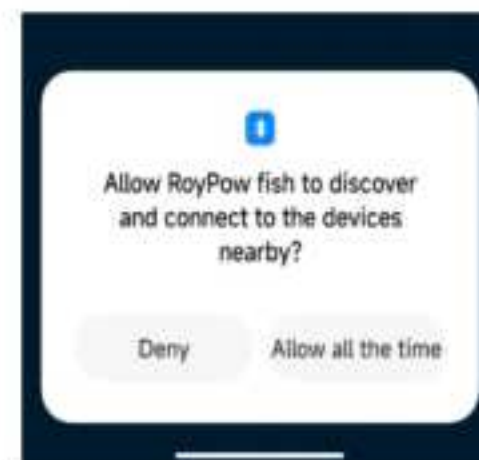 Allow RoyPow fish to discover
and connect to the devices
nearby?
Deny
Allow all the time